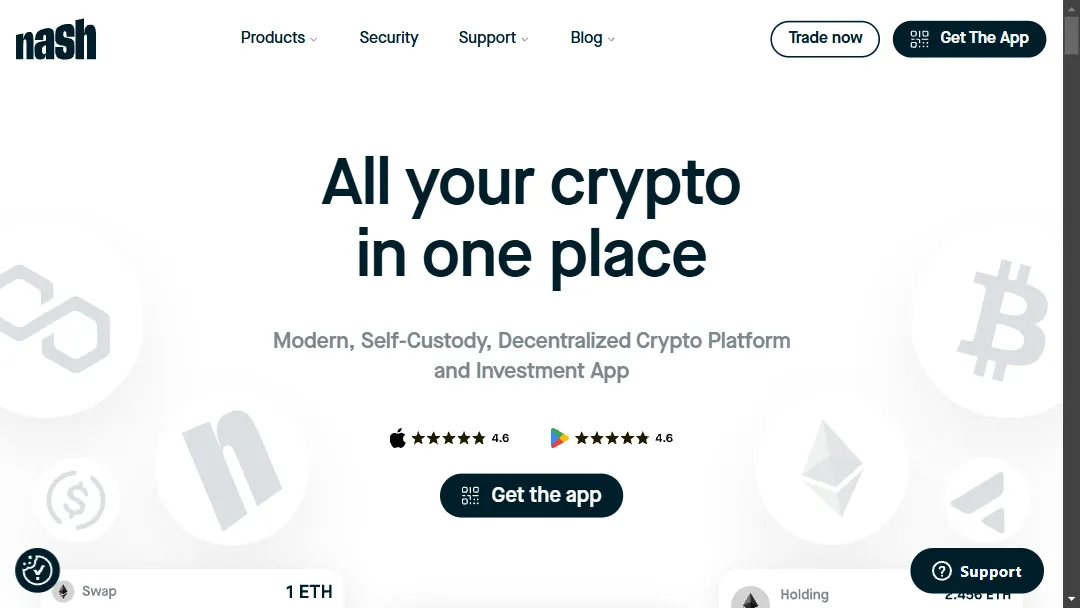 nash
Products
Security
Support
Blog
Trade now
Get The App
All your crypto
in one place
Modern, Self-Custody, Decentralized Crypto Platform
and Investment App
4.6
4.6
Get the app
Swap
1 ETH
Holding
2.456 ETH
Support